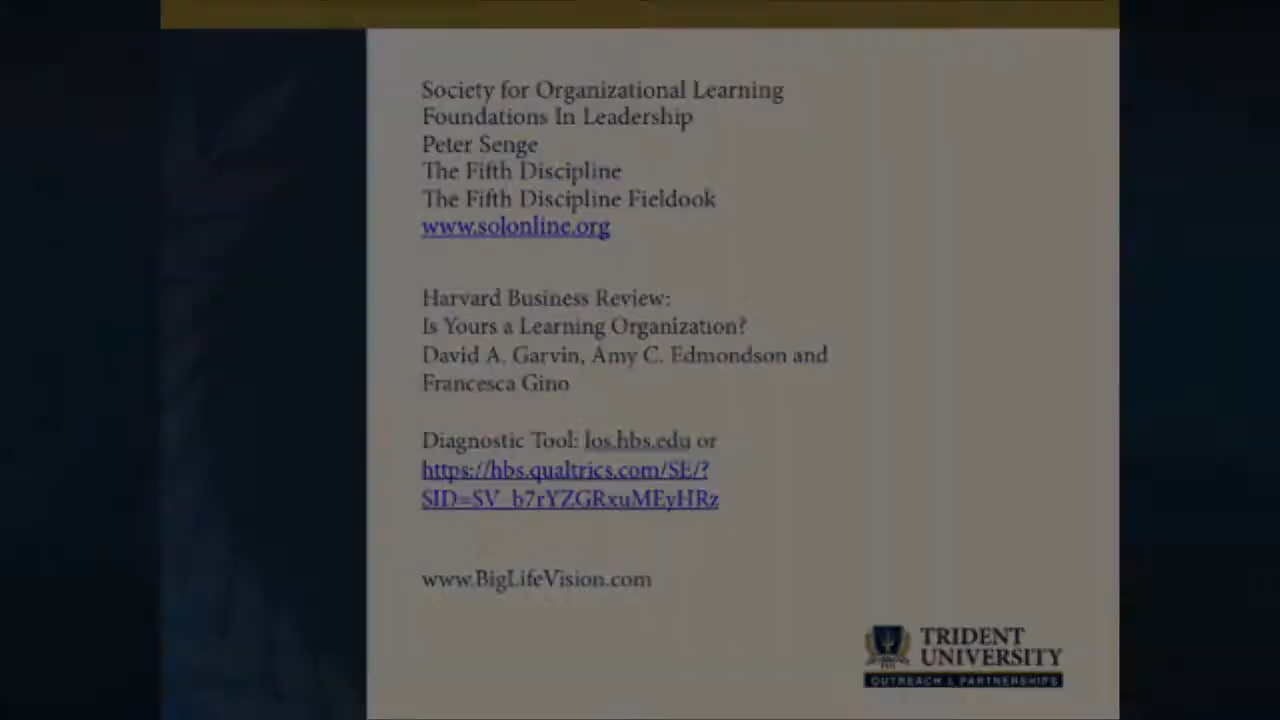 Society for Organizational Learning
Foundations In Leadership
Peter Senge
The Fifth Discipline
The Fifth Discipline Fieldook
www.solonline.org
Harvard Business Review:
Is Yours a Learning Organization?
David A. Garvin, Amy C. Edmondson and
Francesca Gino
Diagnostic Tool: los.hbs.edu or
https://hbs.qualtrics.com/SE/?
SID=SV_b7rYZGRxuMEyHRz
www.BigLifeVision.com
TRIDENT
UNIVERSITY
OUTREACH & PARTNERSHIPS